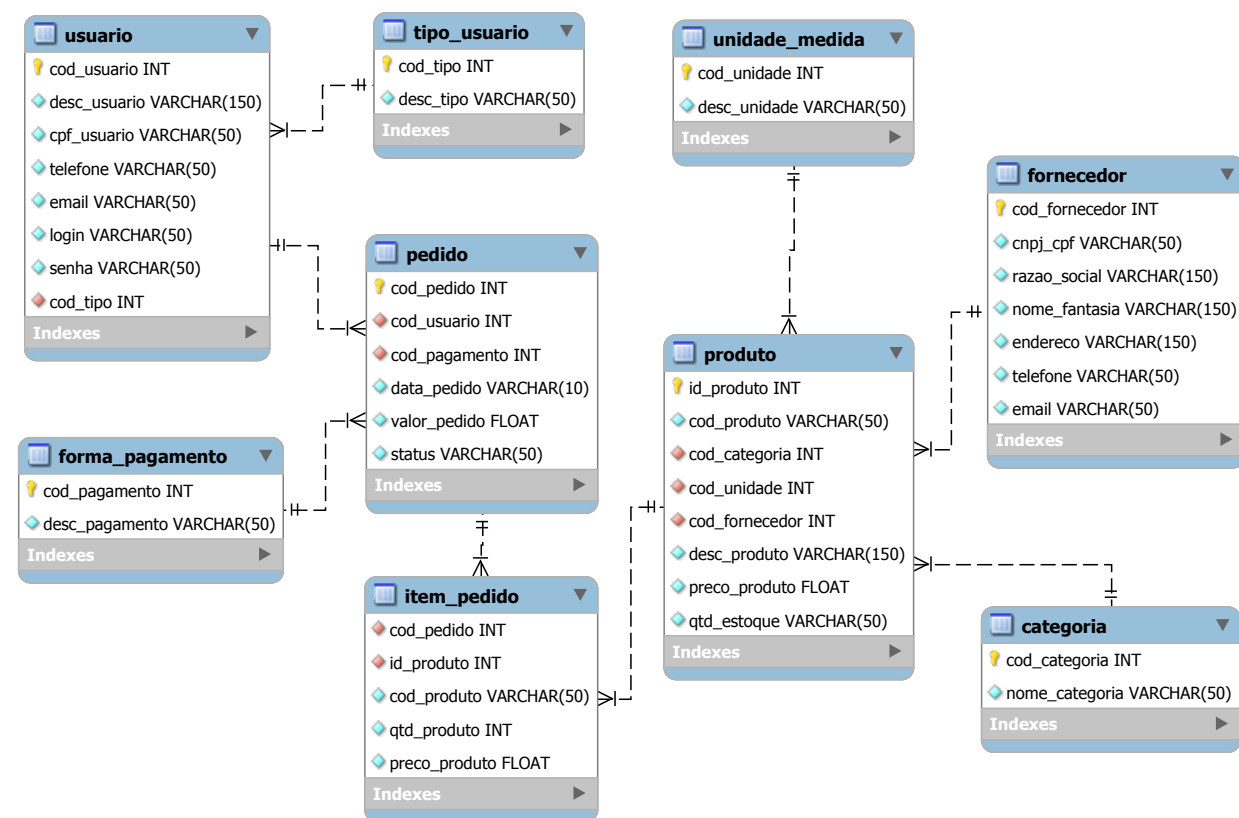 usuario
cod_usuario INT
desc_usuario VARCHAR(150)
cpf_usuario VARCHAR(50)
telefone VARCHAR(50)
email VARCHAR(50)
login VARCHAR(50)
senha VARCHAR(50)
cod_tipo INT
Indexes
tipo_usuario
cod_tipo INT
desc_tipo VARCHAR(50)
Indexes
unidade_medida
cod_unidade INT
desc_unidade VARCHAR(50)
Indexes
fornecedor
cod_fornecedor INT
cnpj_cpf VARCHAR(50)
razao_social VARCHAR(150)
nome_fantasia VARCHAR(150)
endereco VARCHAR(150)
telefone VARCHAR(50)
email VARCHAR(50)
Indexes
pedido
cod_pedido INT
cod_usuario INT
cod_pagamento INT
data_pedido VARCHAR(10)
valor_pedido FLOAT
status VARCHAR(50)
Indexes
produto
id_produto INT
cod_produto VARCHAR(50)
cod_categoria INT
cod_unidade INT
cod_fornecedor INT
desc_produto VARCHAR(150)
preco_produto FLOAT
qtd_estoque VARCHAR(50)
Indexes
forma_pagamento
cod_pagamento INT
desc_pagamento VARCHAR(50)
Indexes
item_pedido
cod_pedido INT
id_produto INT
cod_produto VARCHAR(50)
qtd_produto INT
preco_produto FLOAT
Indexes
categoria
cod_categoria INT
nome_categoria VARCHAR(50)
Indexes